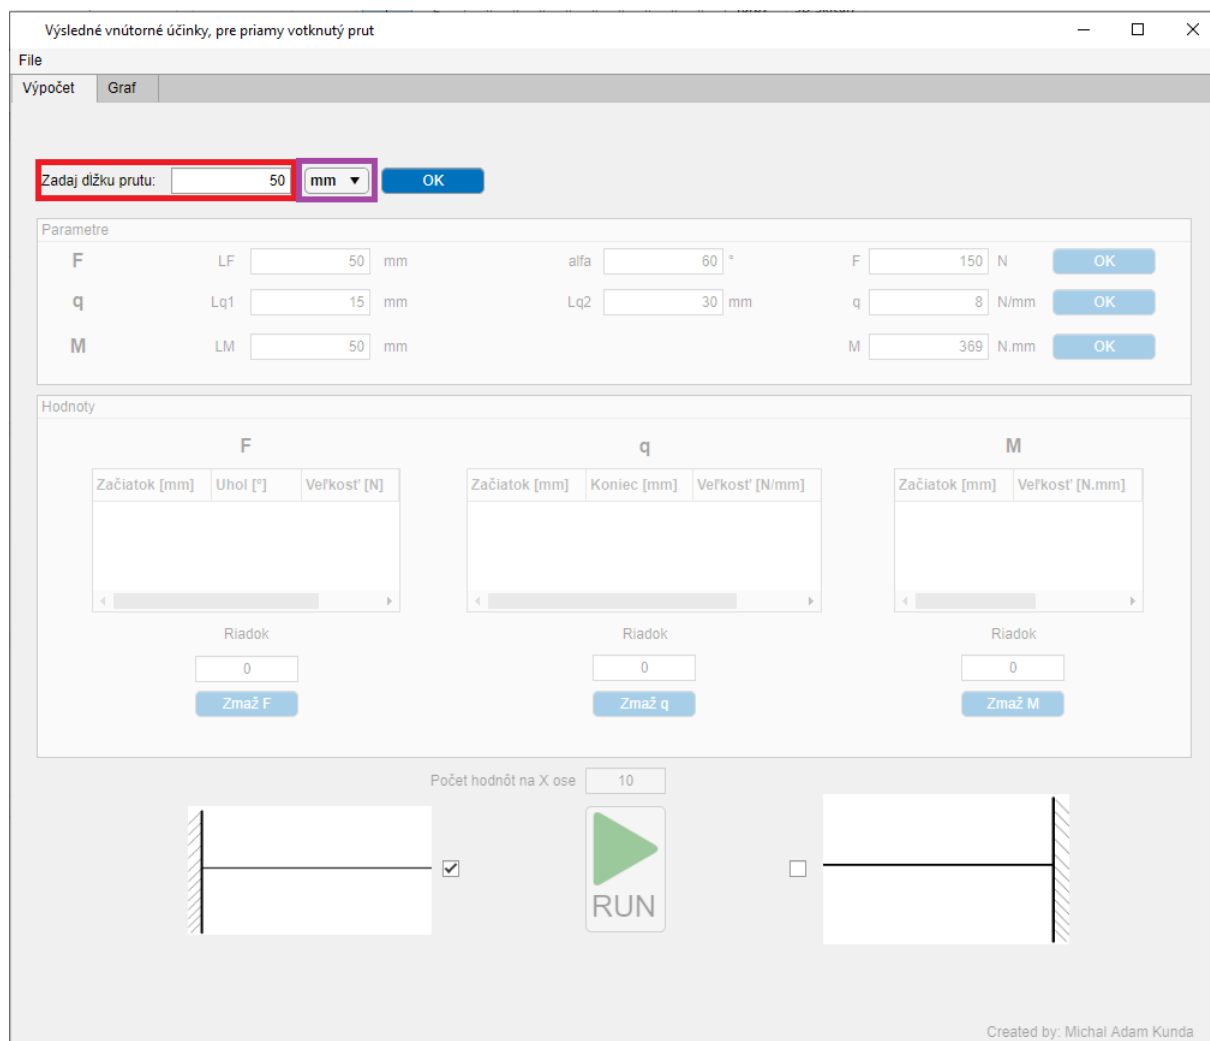 Výsledné vnútorné účinky, pre priamy votknutý prut
File
Výpočet Graf
Zadaj dĺžku prutu: 50 mm OK
Parametre
F LF 50 mm alfa 60 ° F 150 N OK
q Lq1 15 mm Lq2 30 mm q 8 N/mm OK
M LM 50 mm M 369 N.mm OK
Hodnoty
F q M
Začiatok [mm] Uhol [°] Veľkosť [N] Začiatok [mm] Koniec [mm] Veľkosť [N/mm] Začiatok [mm] Veľkosť [N.mm]
Riadok Riadok Riadok
0 0 0
Zmaž F Zmaž q Zmaž M
Počet hodnôt na X ose 10
RUN
Created by: Michal Adam Kunda